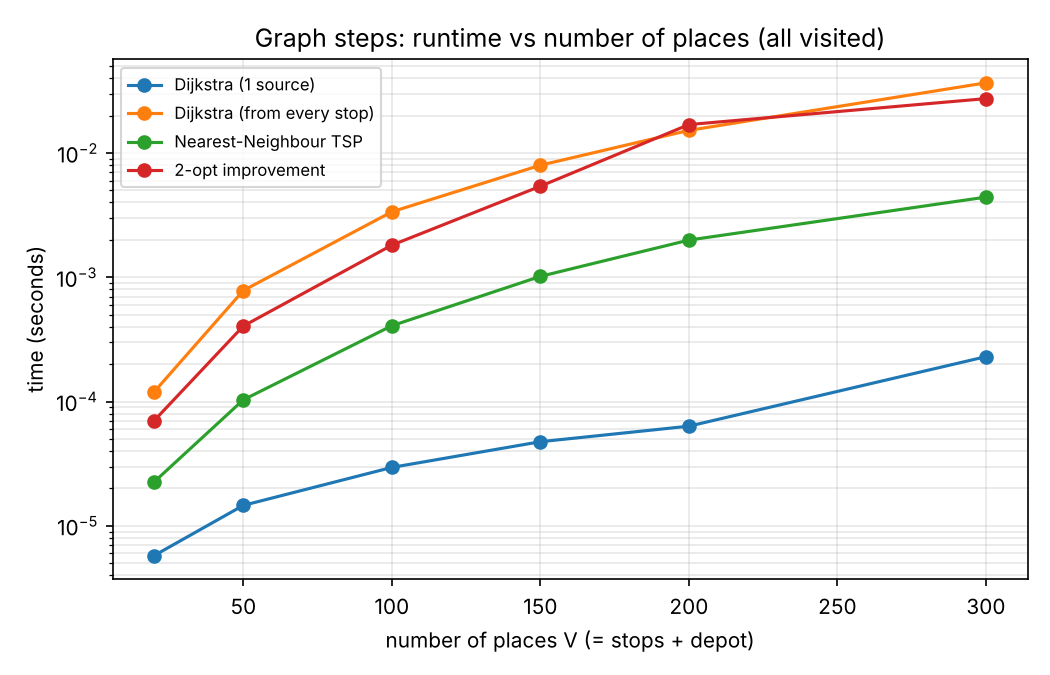 Graph steps: runtime vs number of places (all visited)
Dijkstra (1 source)
Dijkstra (from every stop)
Nearest-Neighbour TSP
2-opt improvement
10⁻²
10⁻³
10⁻⁴
10⁻⁵
time (seconds)
50 100 150 200 250 300
number of places V (= stops + depot)